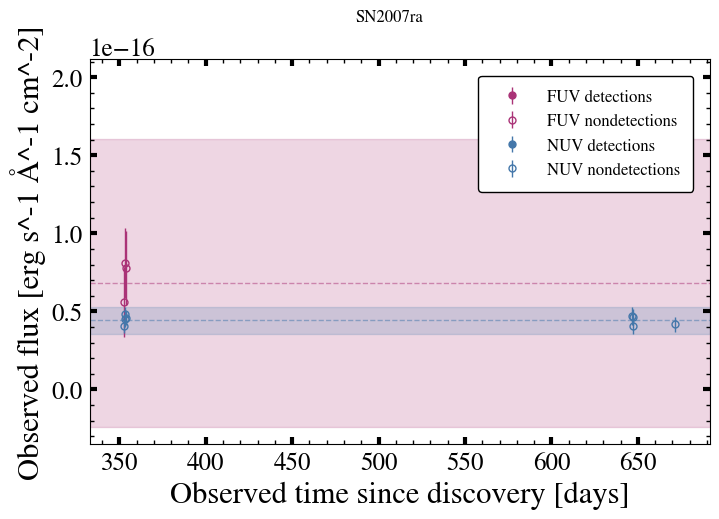 SN2007ra
1e−16
2.0
1.5
1.0
0.5
0.0
Observed flux [erg s^-1 Å^-1 cm^-2]
FUV detections
FUV nondetections
NUV detections
NUV nondetections
350 400 450 500 550 600 650
Observed time since discovery [days]